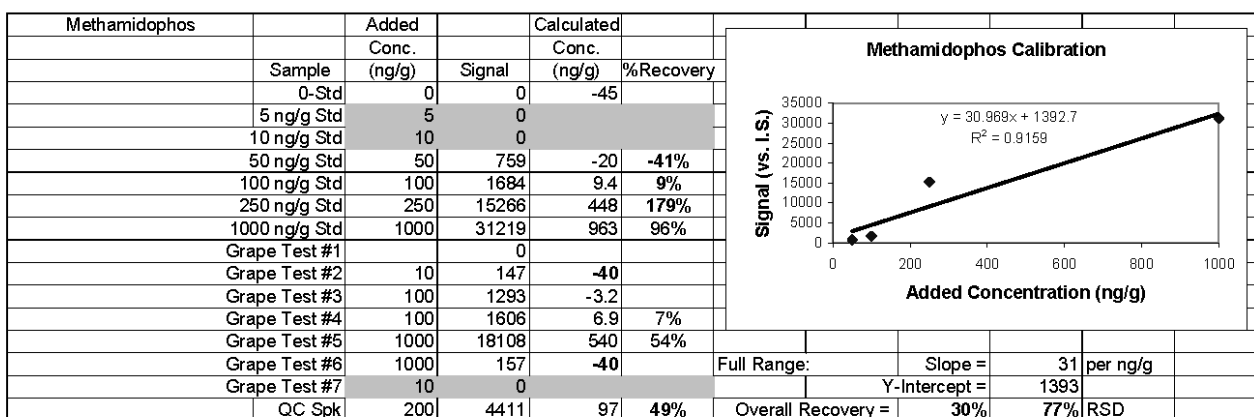 Methamidophos Added Calculated
Conc. Conc.
Sample (ng/g) Signal (ng/g) %Recovery
0-Std 0 0 -45
5 ng/g Std 5 0
10 ng/g Std 10 0
50 ng/g Std 50 759 -20 -41%
100 ng/g Std 100 1684 9.4 9%
250 ng/g Std 250 15266 448 179%
1000 ng/g Std 1000 31219 963 96%
Grape Test #1 0
Grape Test #2 10 147 -40
Grape Test #3 100 1293 -3.2
Grape Test #4 100 1606 6.9 7%
Grape Test #5 1000 18108 540 54%
Grape Test #6 1000 157 -40 Full Range: Slope = 31 per ng/g
Grape Test #7 10 0 Y-Intercept = 1393
QC Spk 200 4411 97 49% Overall Recovery = 30% 77% RSD
Methamidophos Calibration
y = 30.969x + 1392.7
R² = 0.9159
Signal (vs. I.S.)
35000
30000
25000
20000
15000
10000
5000
0
0 200 400 600 800 1000
Added Concentration (ng/g)